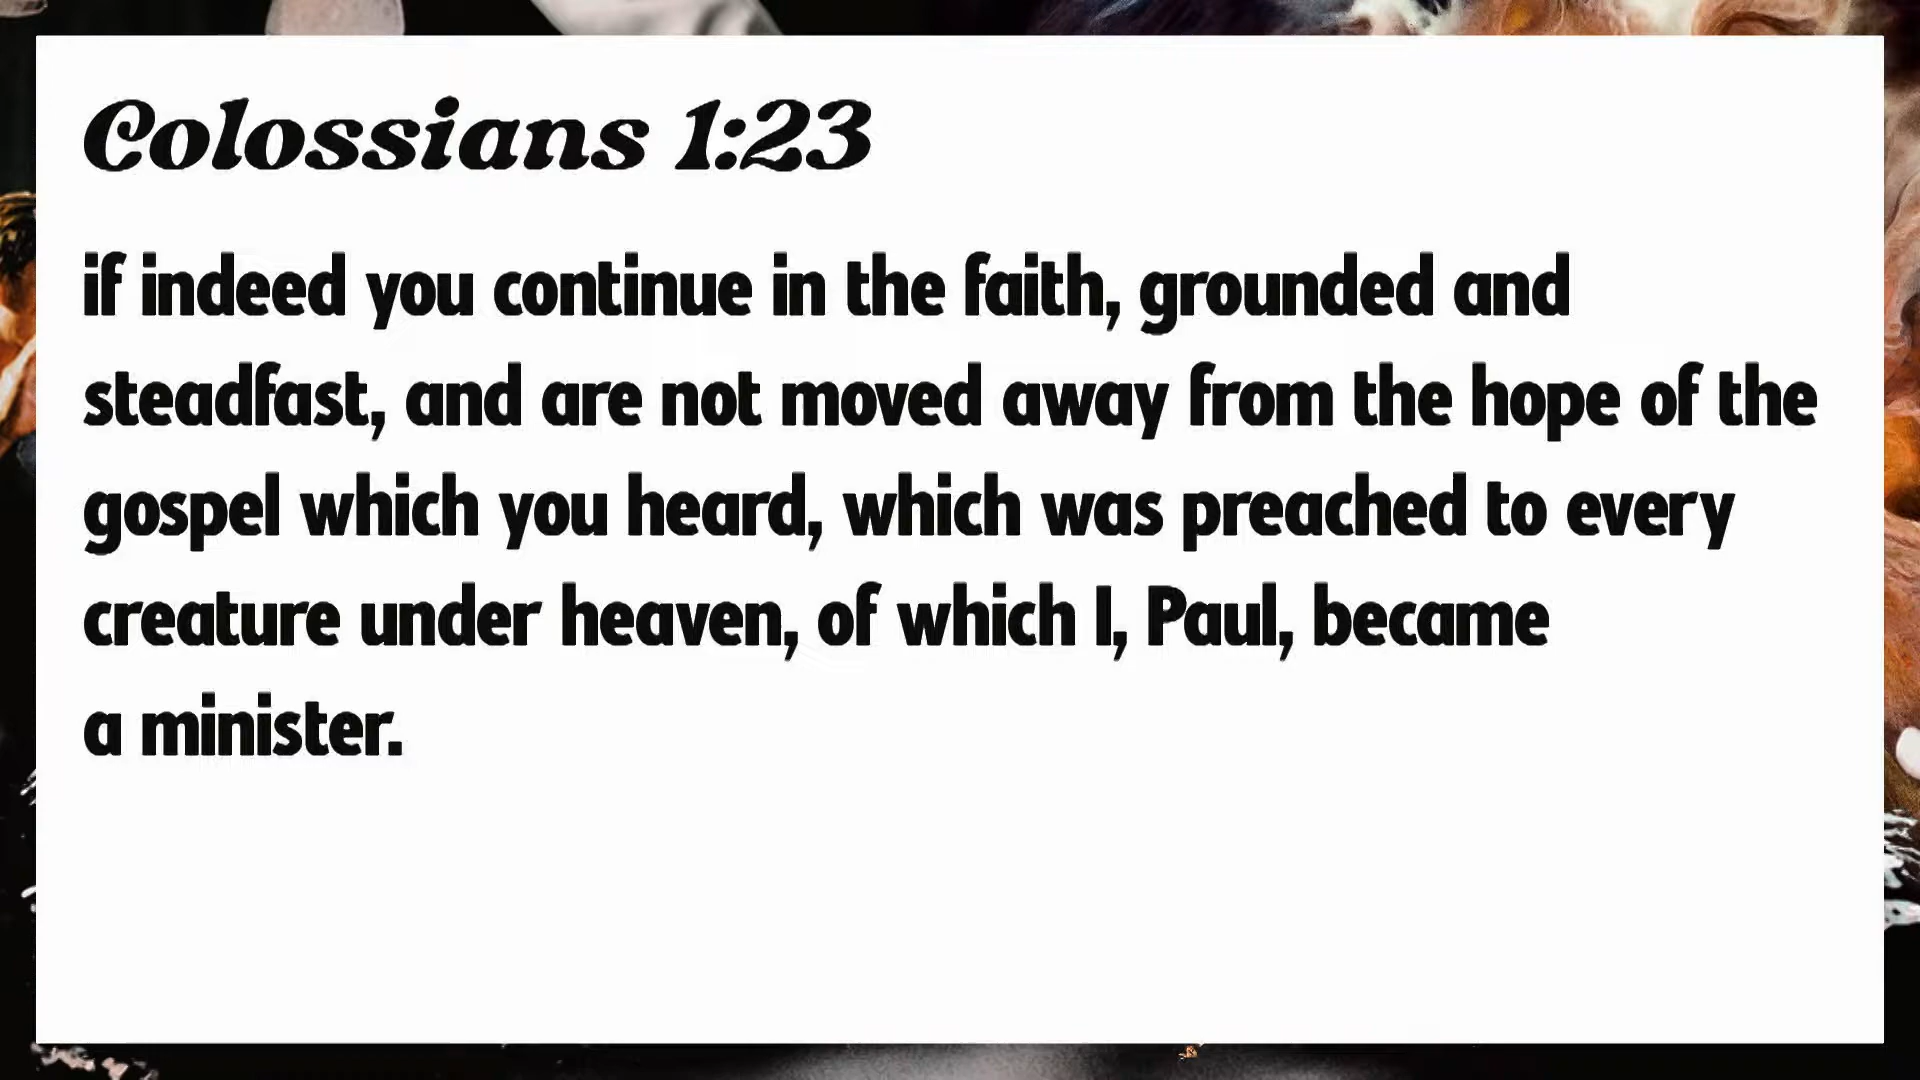 Colossians 1:23
if indeed you continue in the faith, grounded and
steadfast, and are not moved away from the hope of the
gospel which you heard, which was preached to every
creature under heaven, of which I, Paul, became
a minister.